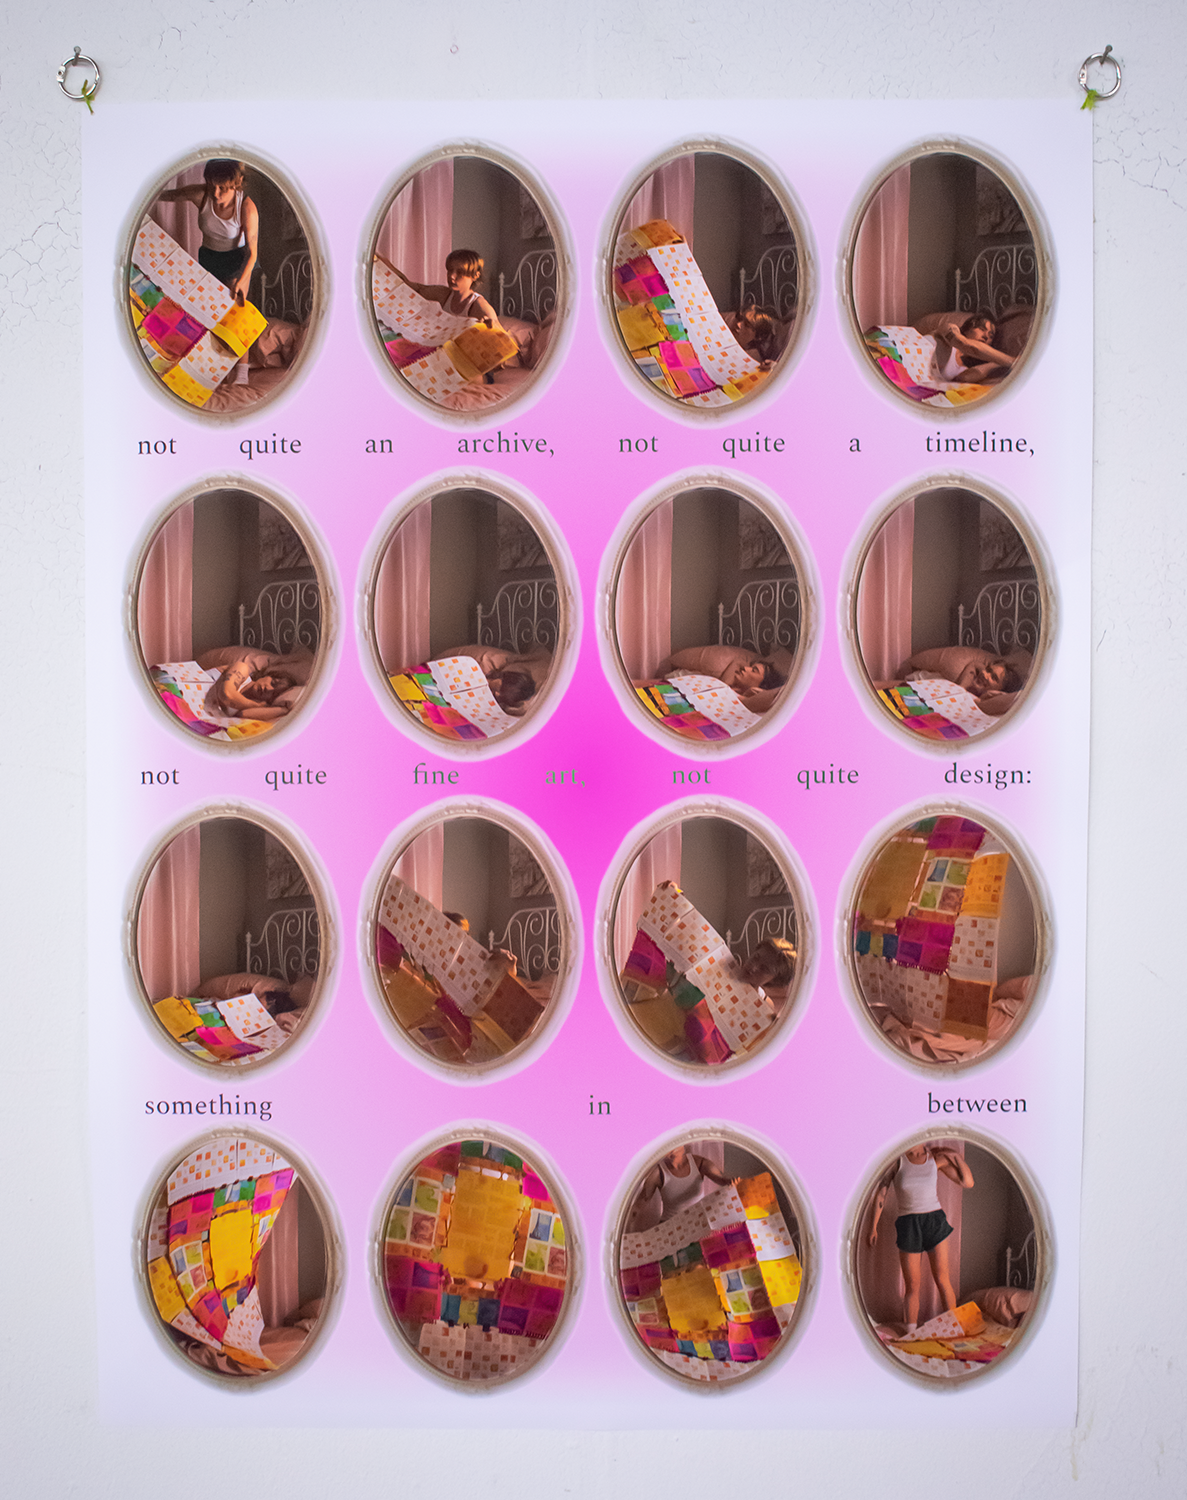 not quite an archive, not quite a timeline,
not quite fine art, not quite design:
something in between